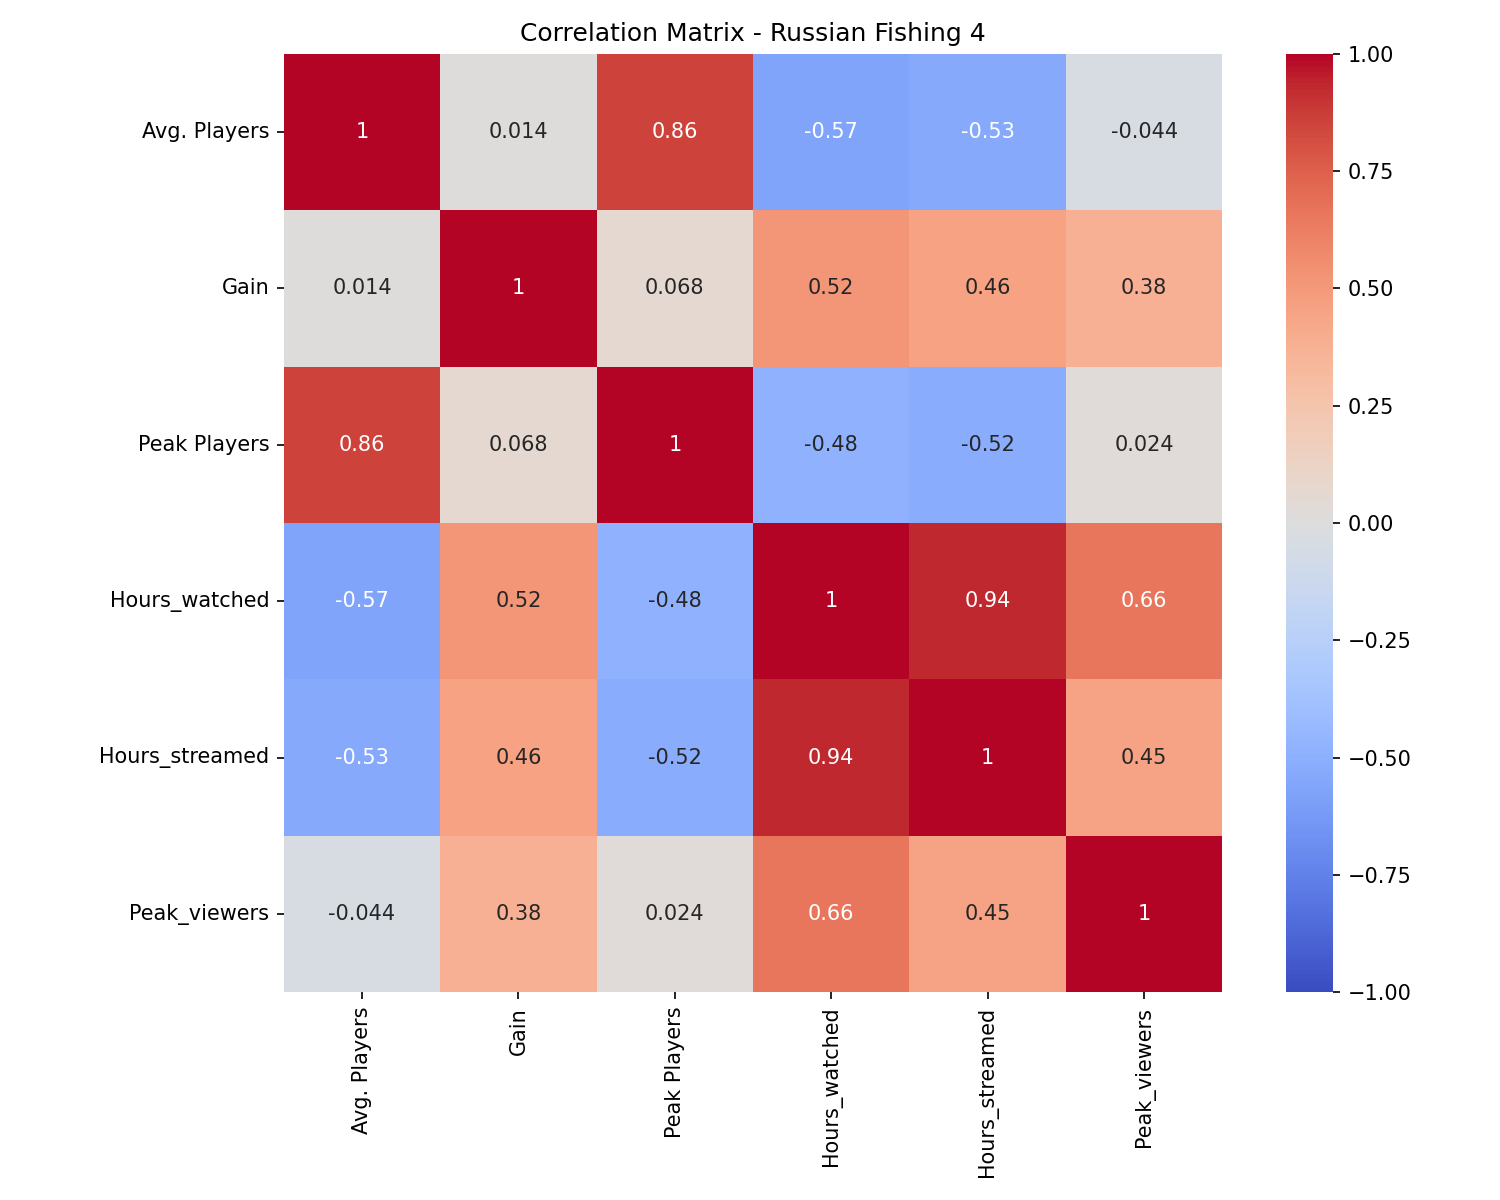 Correlation Matrix - Russian Fishing 4
Avg. Players 1 0.014 0.86 -0.57 -0.53 -0.044
Gain 0.014 1 0.068 0.52 0.46 0.38
Peak Players 0.86 0.068 1 -0.48 -0.52 0.024
Hours_watched -0.57 0.52 -0.48 1 0.94 0.66
Hours_streamed -0.53 0.46 -0.52 0.94 1 0.45
Peak_viewers -0.044 0.38 0.024 0.66 0.45 1
Avg. Players
Gain
Peak Players
Hours_watched
Hours_streamed
Peak_viewers
1.00
0.75
0.50
0.25
0.00
−0.25
−0.50
−0.75
−1.00